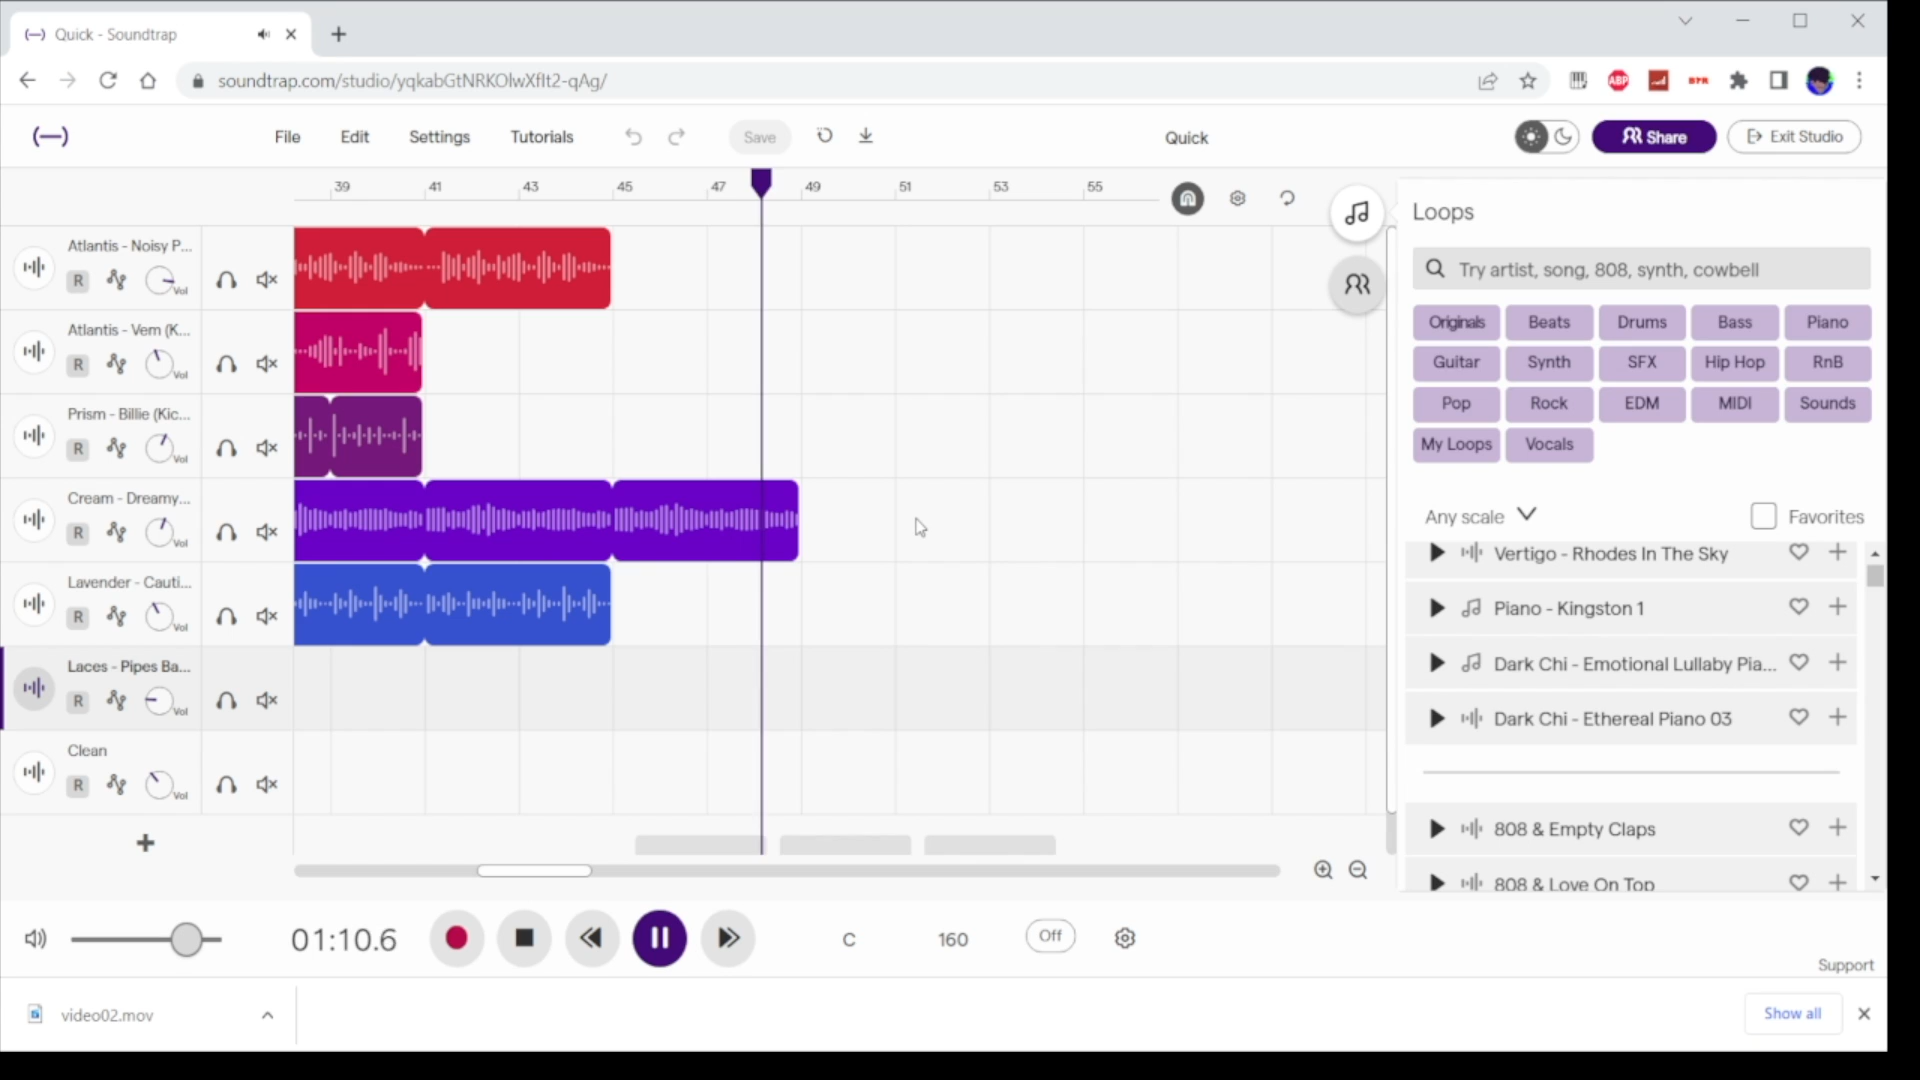 Quick - Soundtrap
soundtrap.com/studio/yqkabGtNRKOlwXflt2-qAg/
ABP
BPM
File Edit Settings Tutorials Save Quick Share Exit Studio
39 41 43 45 47 49 51 53 55
Atlantis - Noisy P...
R Vol
Atlantis - Vem (K...
R Vol
Prism - Billie (Kic...
R Vol
Cream - Dreamy...
R Vol
Lavender - Cauti...
R Vol
Laces - Pipes Ba...
R Vol
Clean
R Vol
Loops
Try artist, song, 808, synth, cowbell
Originals Beats Drums Bass Piano
Guitar Synth SFX Hip Hop RnB
Pop Rock EDM MIDI Sounds
My Loops Vocals
Any scale Favorites
Vertigo - Rhodes In The Sky
Piano - Kingston 1
Dark Chi - Emotional Lullaby Pia...
Dark Chi - Ethereal Piano 03
808 & Empty Claps
808 & Love On Top
01:10.6 C 160 Off
Support
video02.mov Show all